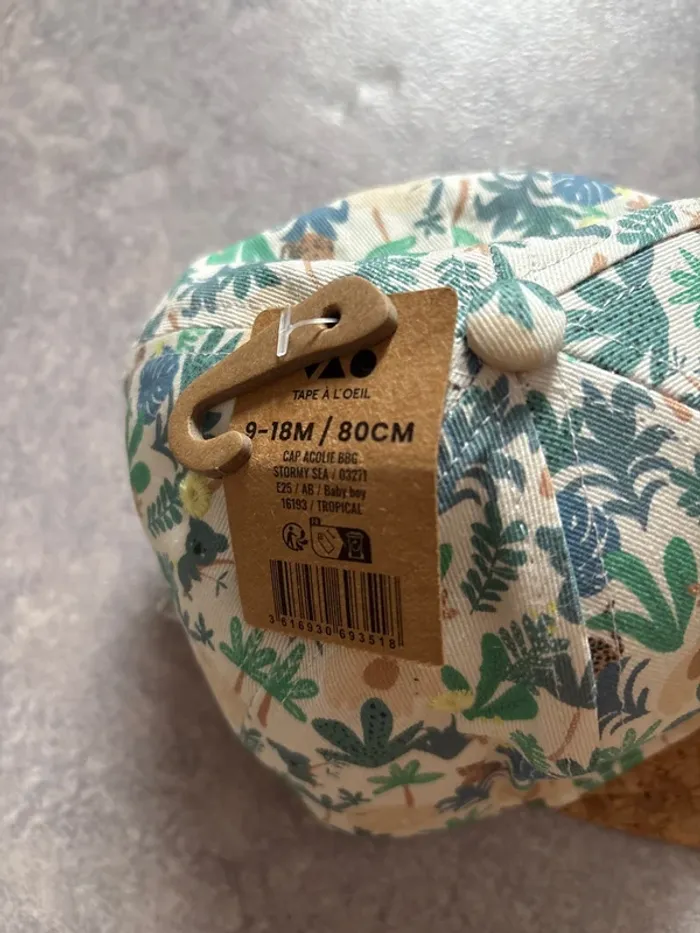 TAPE À L'OEIL
9-18M / 80CM
CAP ACOLIE BBG
STORMY SEA / 03271
E25 / AB / Baby boy
16193 / TROPICAL
3 616930 693518